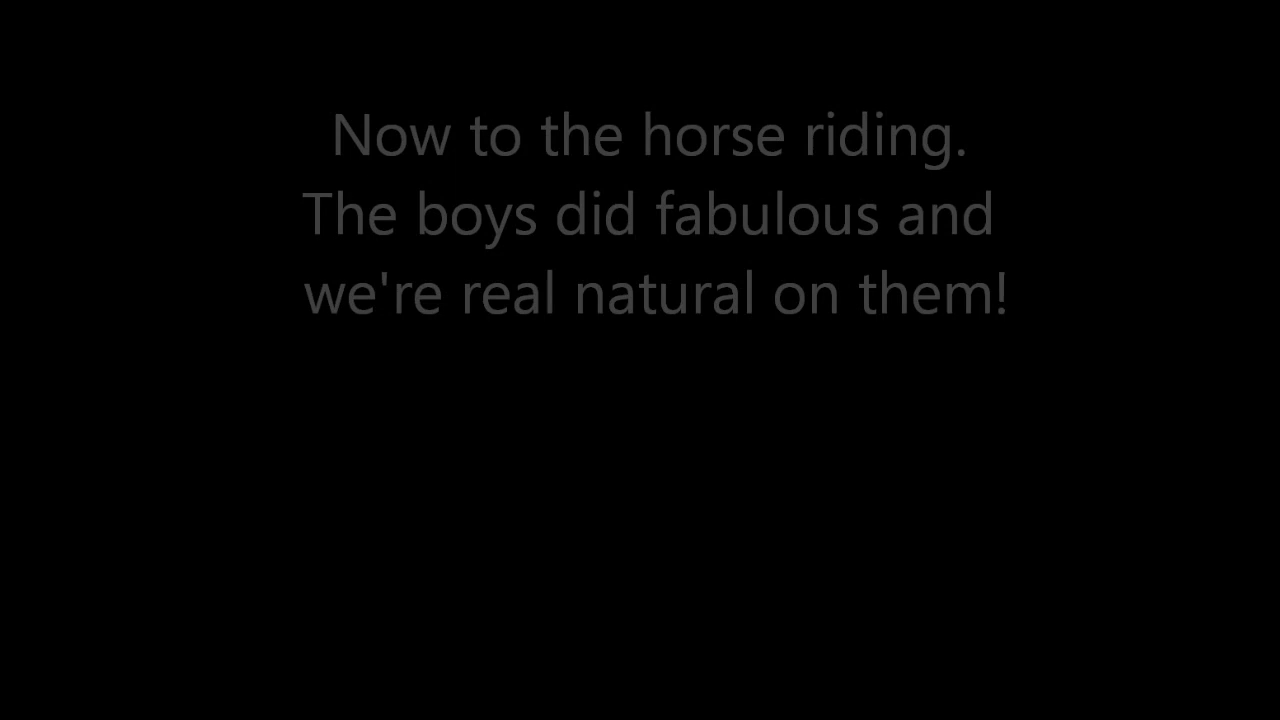 Now to the horse riding.
The boys did fabulous and
we're real natural on them!